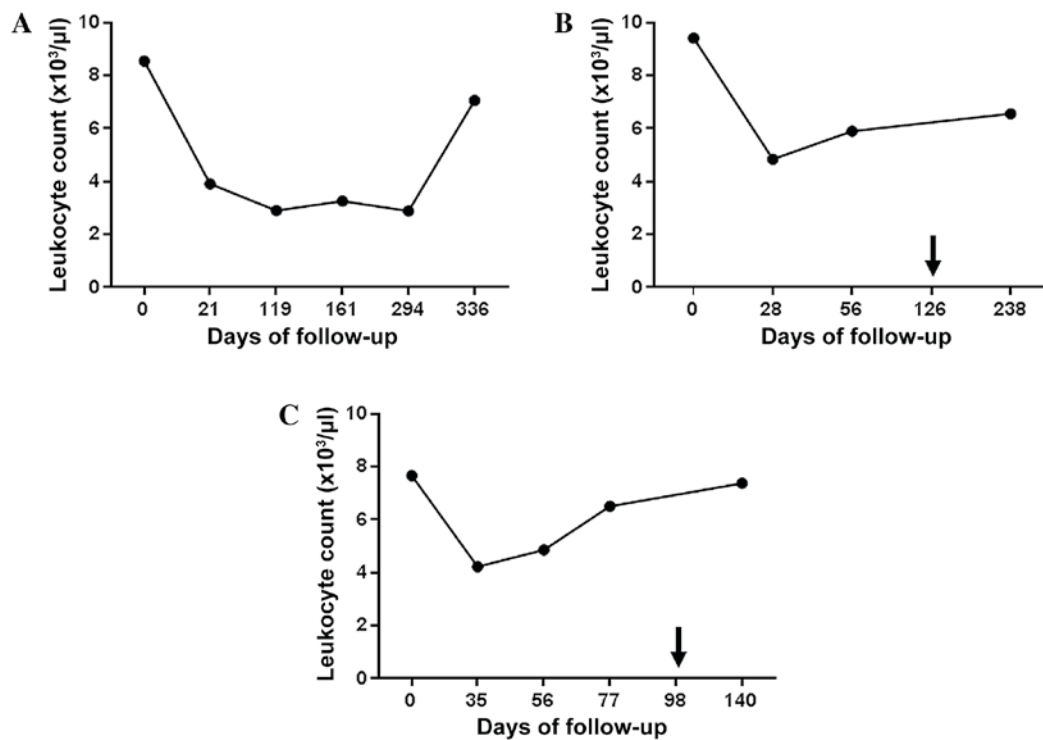 A
Leukocyte count (x10³/µl)
10
8
6
4
2
0
0 21 119 161 294 336
Days of follow-up
B
Leukocyte count (x10³/µl)
10
8
6
4
2
0
0 28 56 126 238
Days of follow-up
C
Leukocyte count (x10³/µl)
10
8
6
4
2
0
0 35 56 77 98 140
Days of follow-up